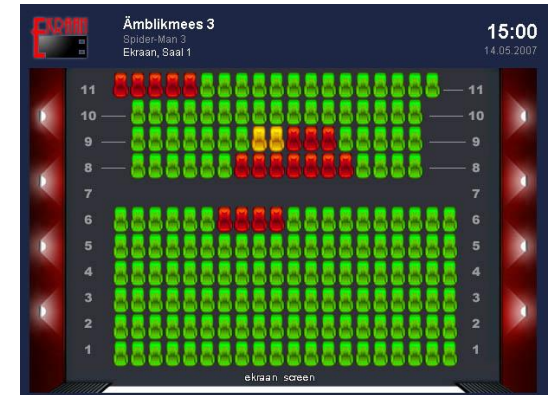 EKRAAN
Ämblikmees 3
Spider-Man 3
Ekraan, Saal 1
15:00
14.05.2007
11 11
10 10
9 9
8 8
7 7
6 6
5 5
4 4
3 3
2 2
1 1
ekraan screen